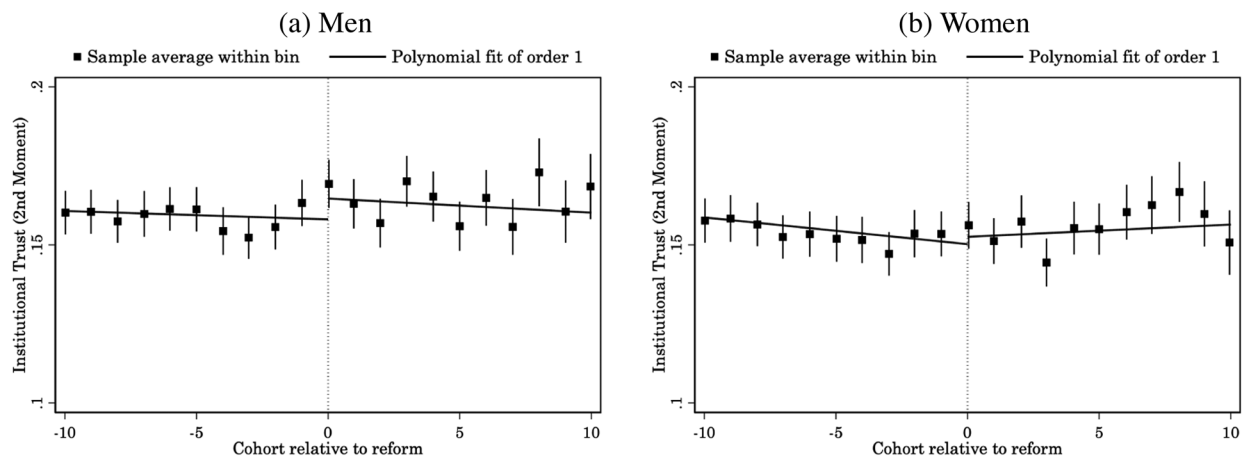 (a) Men
Sample average within bin
Polynomial fit of order 1
Institutional Trust (2nd Moment)
.2
.15
.1
-10
-5
0
5
10
Cohort relative to reform
(b) Women
Sample average within bin
Polynomial fit of order 1
Institutional Trust (2nd Moment)
.2
.15
.1
-10
-5
0
5
10
Cohort relative to reform